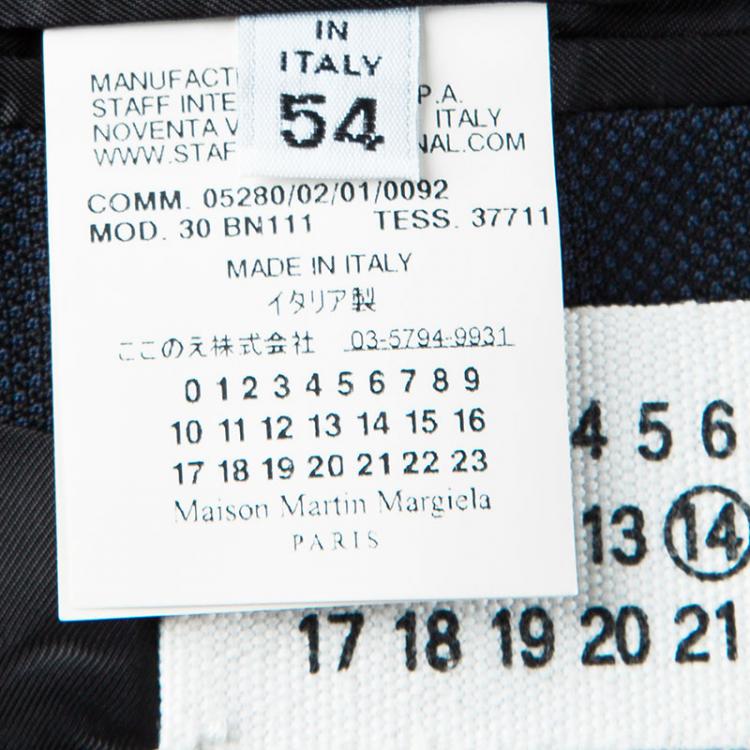 IN
ITALY
54
MANUFACT
STAFF INTE P.A.
NOVENTA V ITALY
WWW.STAF NAL.COM
COMM. 05280/02/01/0092
MOD. 30 BN111 TESS. 37711
MADE IN ITALY
イタリア製
ここのえ株式会社 03-5794-9931
0 1 2 3 4 5 6 7 8 9
10 11 12 13 14 15 16
17 18 19 20 21 22 23
Maison Martin Margiela
PARIS
4 5 6
13 14
17 18 19 20 21